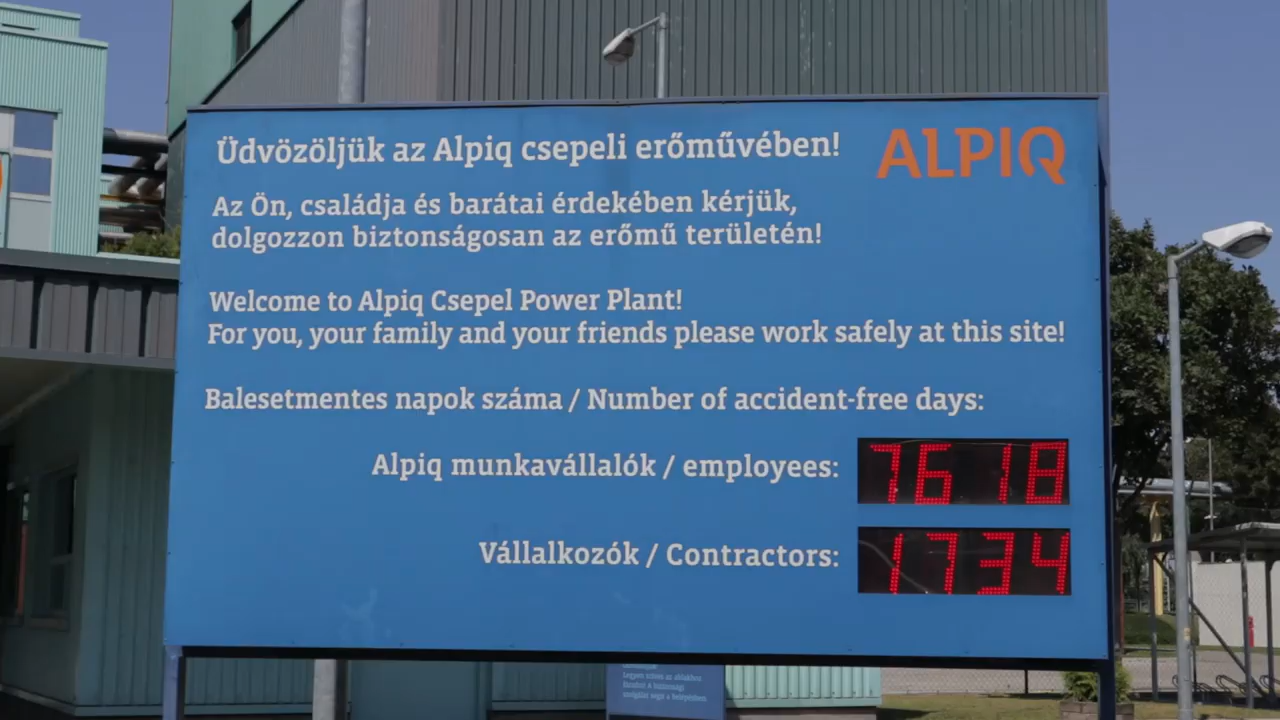 Üdvözöljük az Alpiq csepeli erőművében!
ALPIQ
Az Ön, családja és barátai érdekében kérjük,
dolgozzon biztonságosan az erőmű területén!
Welcome to Alpiq Csepel Power Plant!
For you, your family and your friends please work safely at this site!
Balesetmentes napok száma / Number of accident-free days:
Alpiq munkavállalók / employees: 7618
Vállalkozók / Contractors: 1734